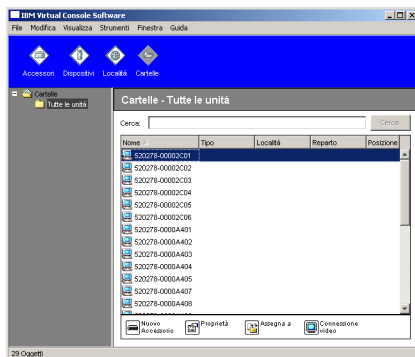 IBM Virtual Console Software
File Modifica Visualizza Strumenti Finestra Guida
Accessori Dispositivi Località Cartelle
Cartelle
Tutte le unità
Cartelle - Tutte le unità
Cerca: Cerca
Nome Tipo Località Reparto Posizione
520278-00002C01
520278-00002C02
520278-00002C03
520278-00002C04
520278-00002C05
520278-00002C06
520278-0000A401
520278-0000A402
520278-0000A403
520278-0000A404
520278-0000A405
520278-0000A407
520278-0000A408
Nuovo Accessorio Proprietà Assegna a Connessione video
29 Oggetti